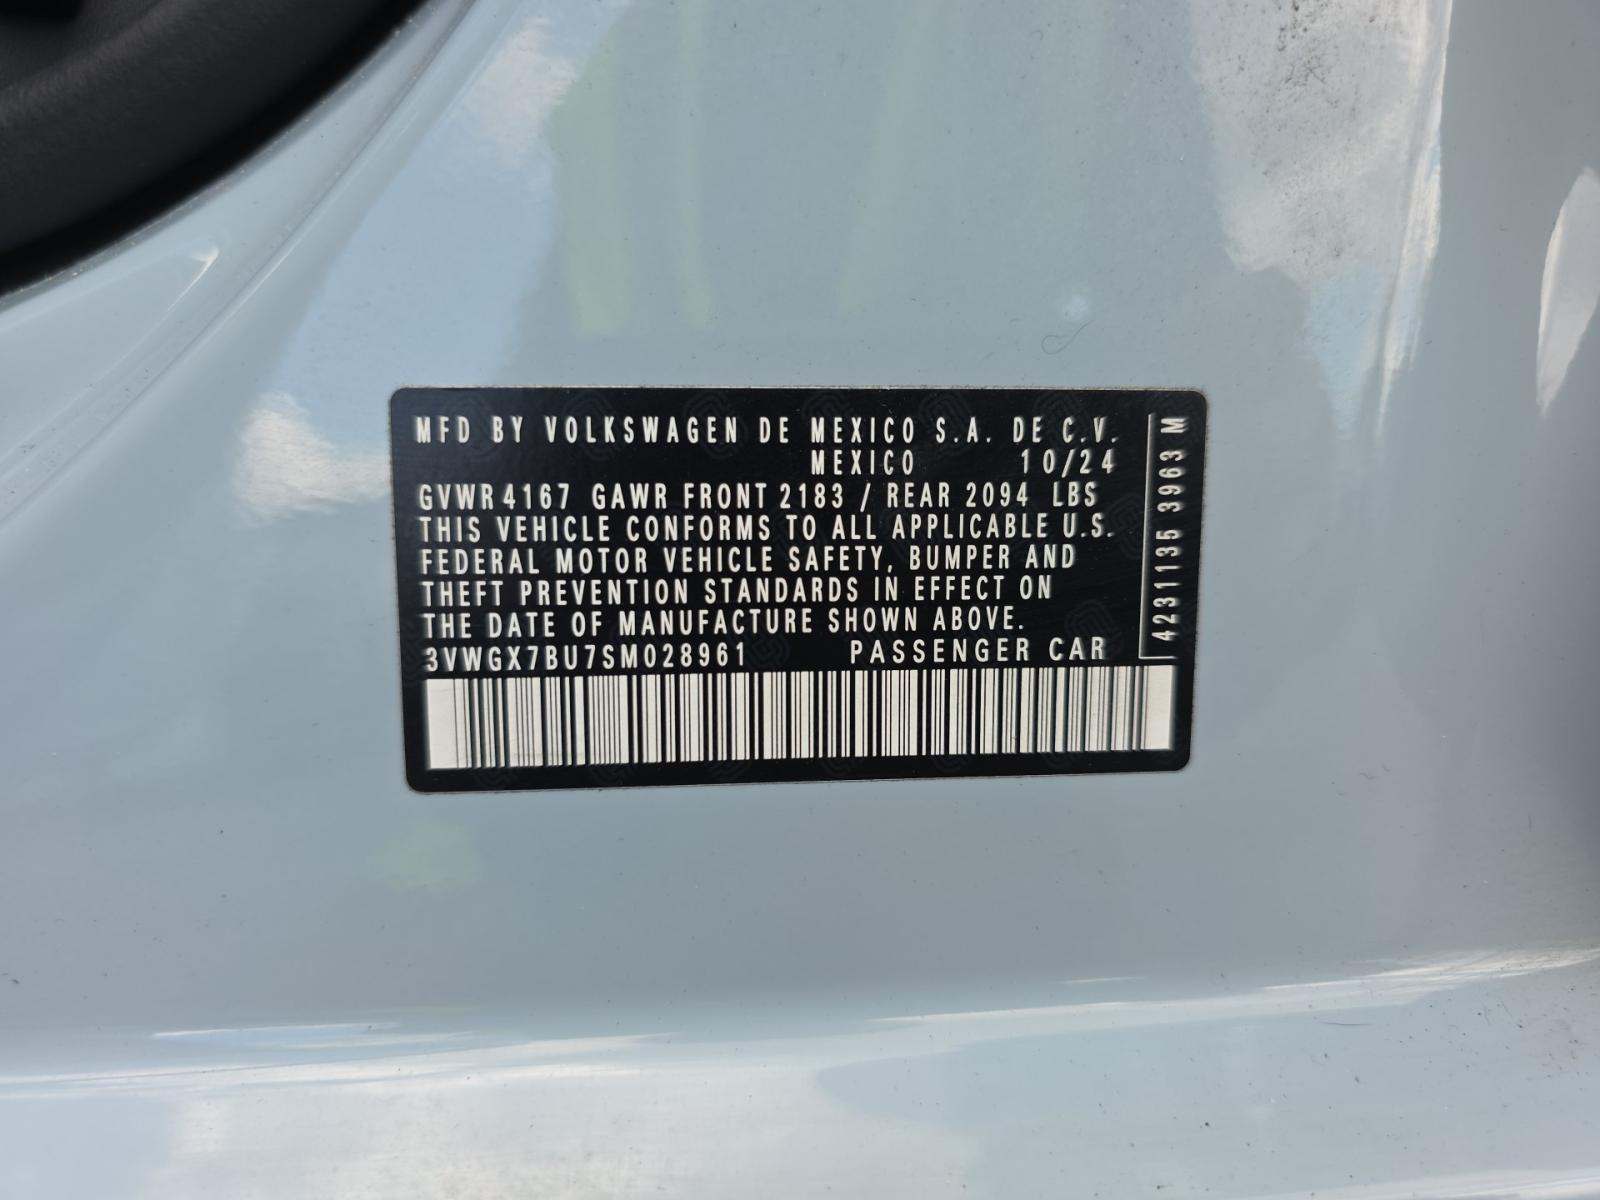 MFD BY VOLKSWAGEN DE MEXICO S.A. DE C.V.
MEXICO 10/24
GVWR 4167 GAWR FRONT 2183 / REAR 2094 LBS
THIS VEHICLE CONFORMS TO ALL APPLICABLE U.S.
FEDERAL MOTOR VEHICLE SAFETY, BUMPER AND
THEFT PREVENTION STANDARDS IN EFFECT ON
THE DATE OF MANUFACTURE SHOWN ABOVE.
3VWGX7BU7SM028961 PASSENGER CAR
4231135 3963 M